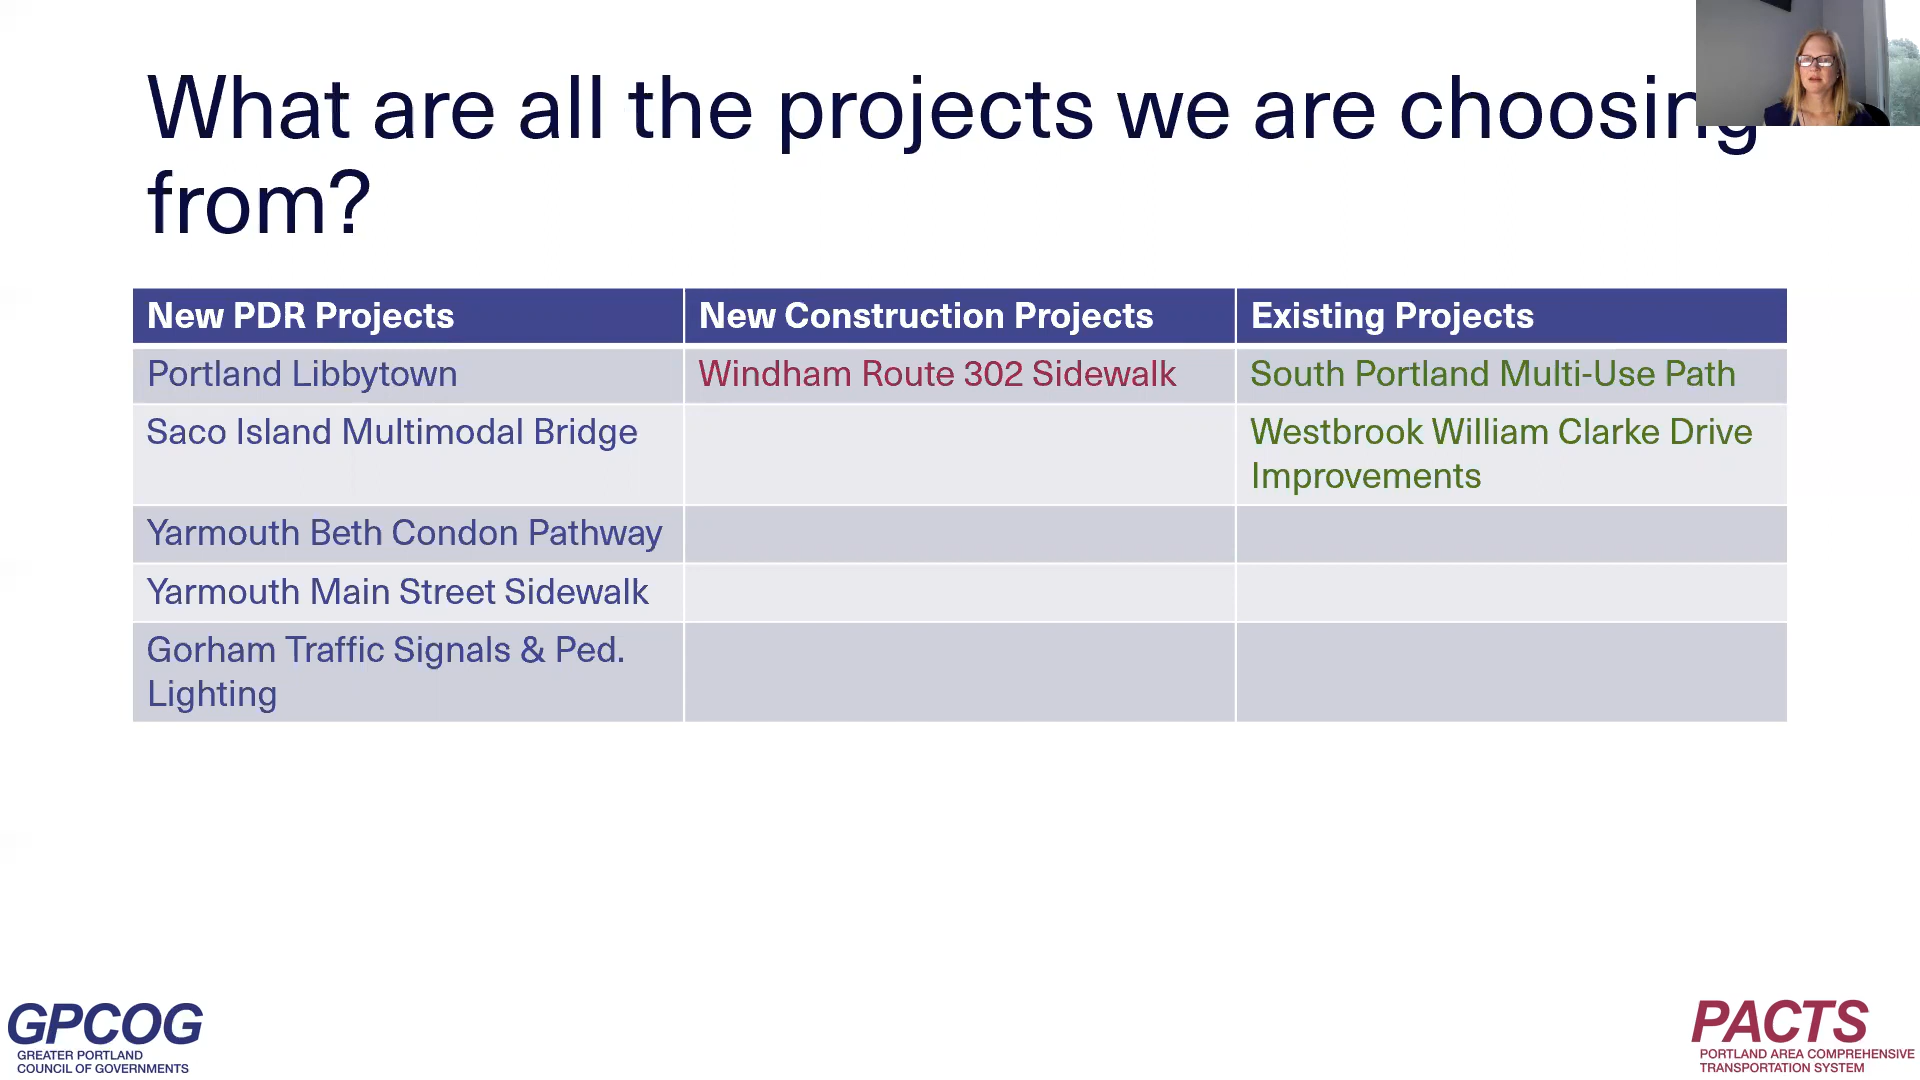 What are all the projects we are choosing
from?
New PDR Projects
New Construction Projects
Existing Projects
Portland Libbytown
Windham Route 302 Sidewalk
South Portland Multi-Use Path
Saco Island Multimodal Bridge
Westbrook William Clarke Drive
Improvements
Yarmouth Beth Condon Pathway
Yarmouth Main Street Sidewalk
Gorham Traffic Signals & Ped.
Lighting
GPCOG
GREATER PORTLAND
COUNCIL OF GOVERNMENTS
PACTS
PORTLAND AREA COMPREHENSIVE
TRANSPORTATION SYSTEM